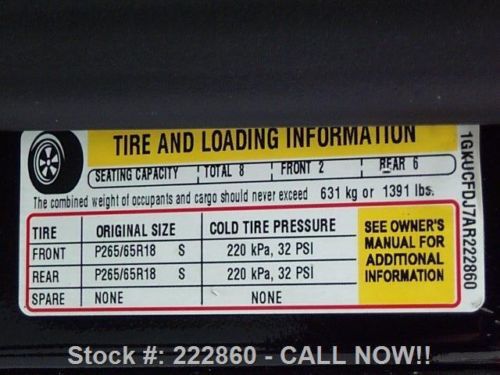 TIRE AND LOADING INFORMATION
SEATING CAPACITY TOTAL 8 FRONT 2 REAR 6
The combined weight of occupants and cargo should never exceed 631 kg or 1391 lbs.
TIRE ORIGINAL SIZE COLD TIRE PRESSURE
FRONT P265/65R18 S 220 kPa, 32 PSI
REAR P265/65R18 S 220 kPa, 32 PSI
SPARE NONE NONE
SEE OWNER'S
MANUAL FOR
ADDITIONAL
INFORMATION
1GKUCFDJ7AR222860
Stock #: 222860 - CALL NOW!!